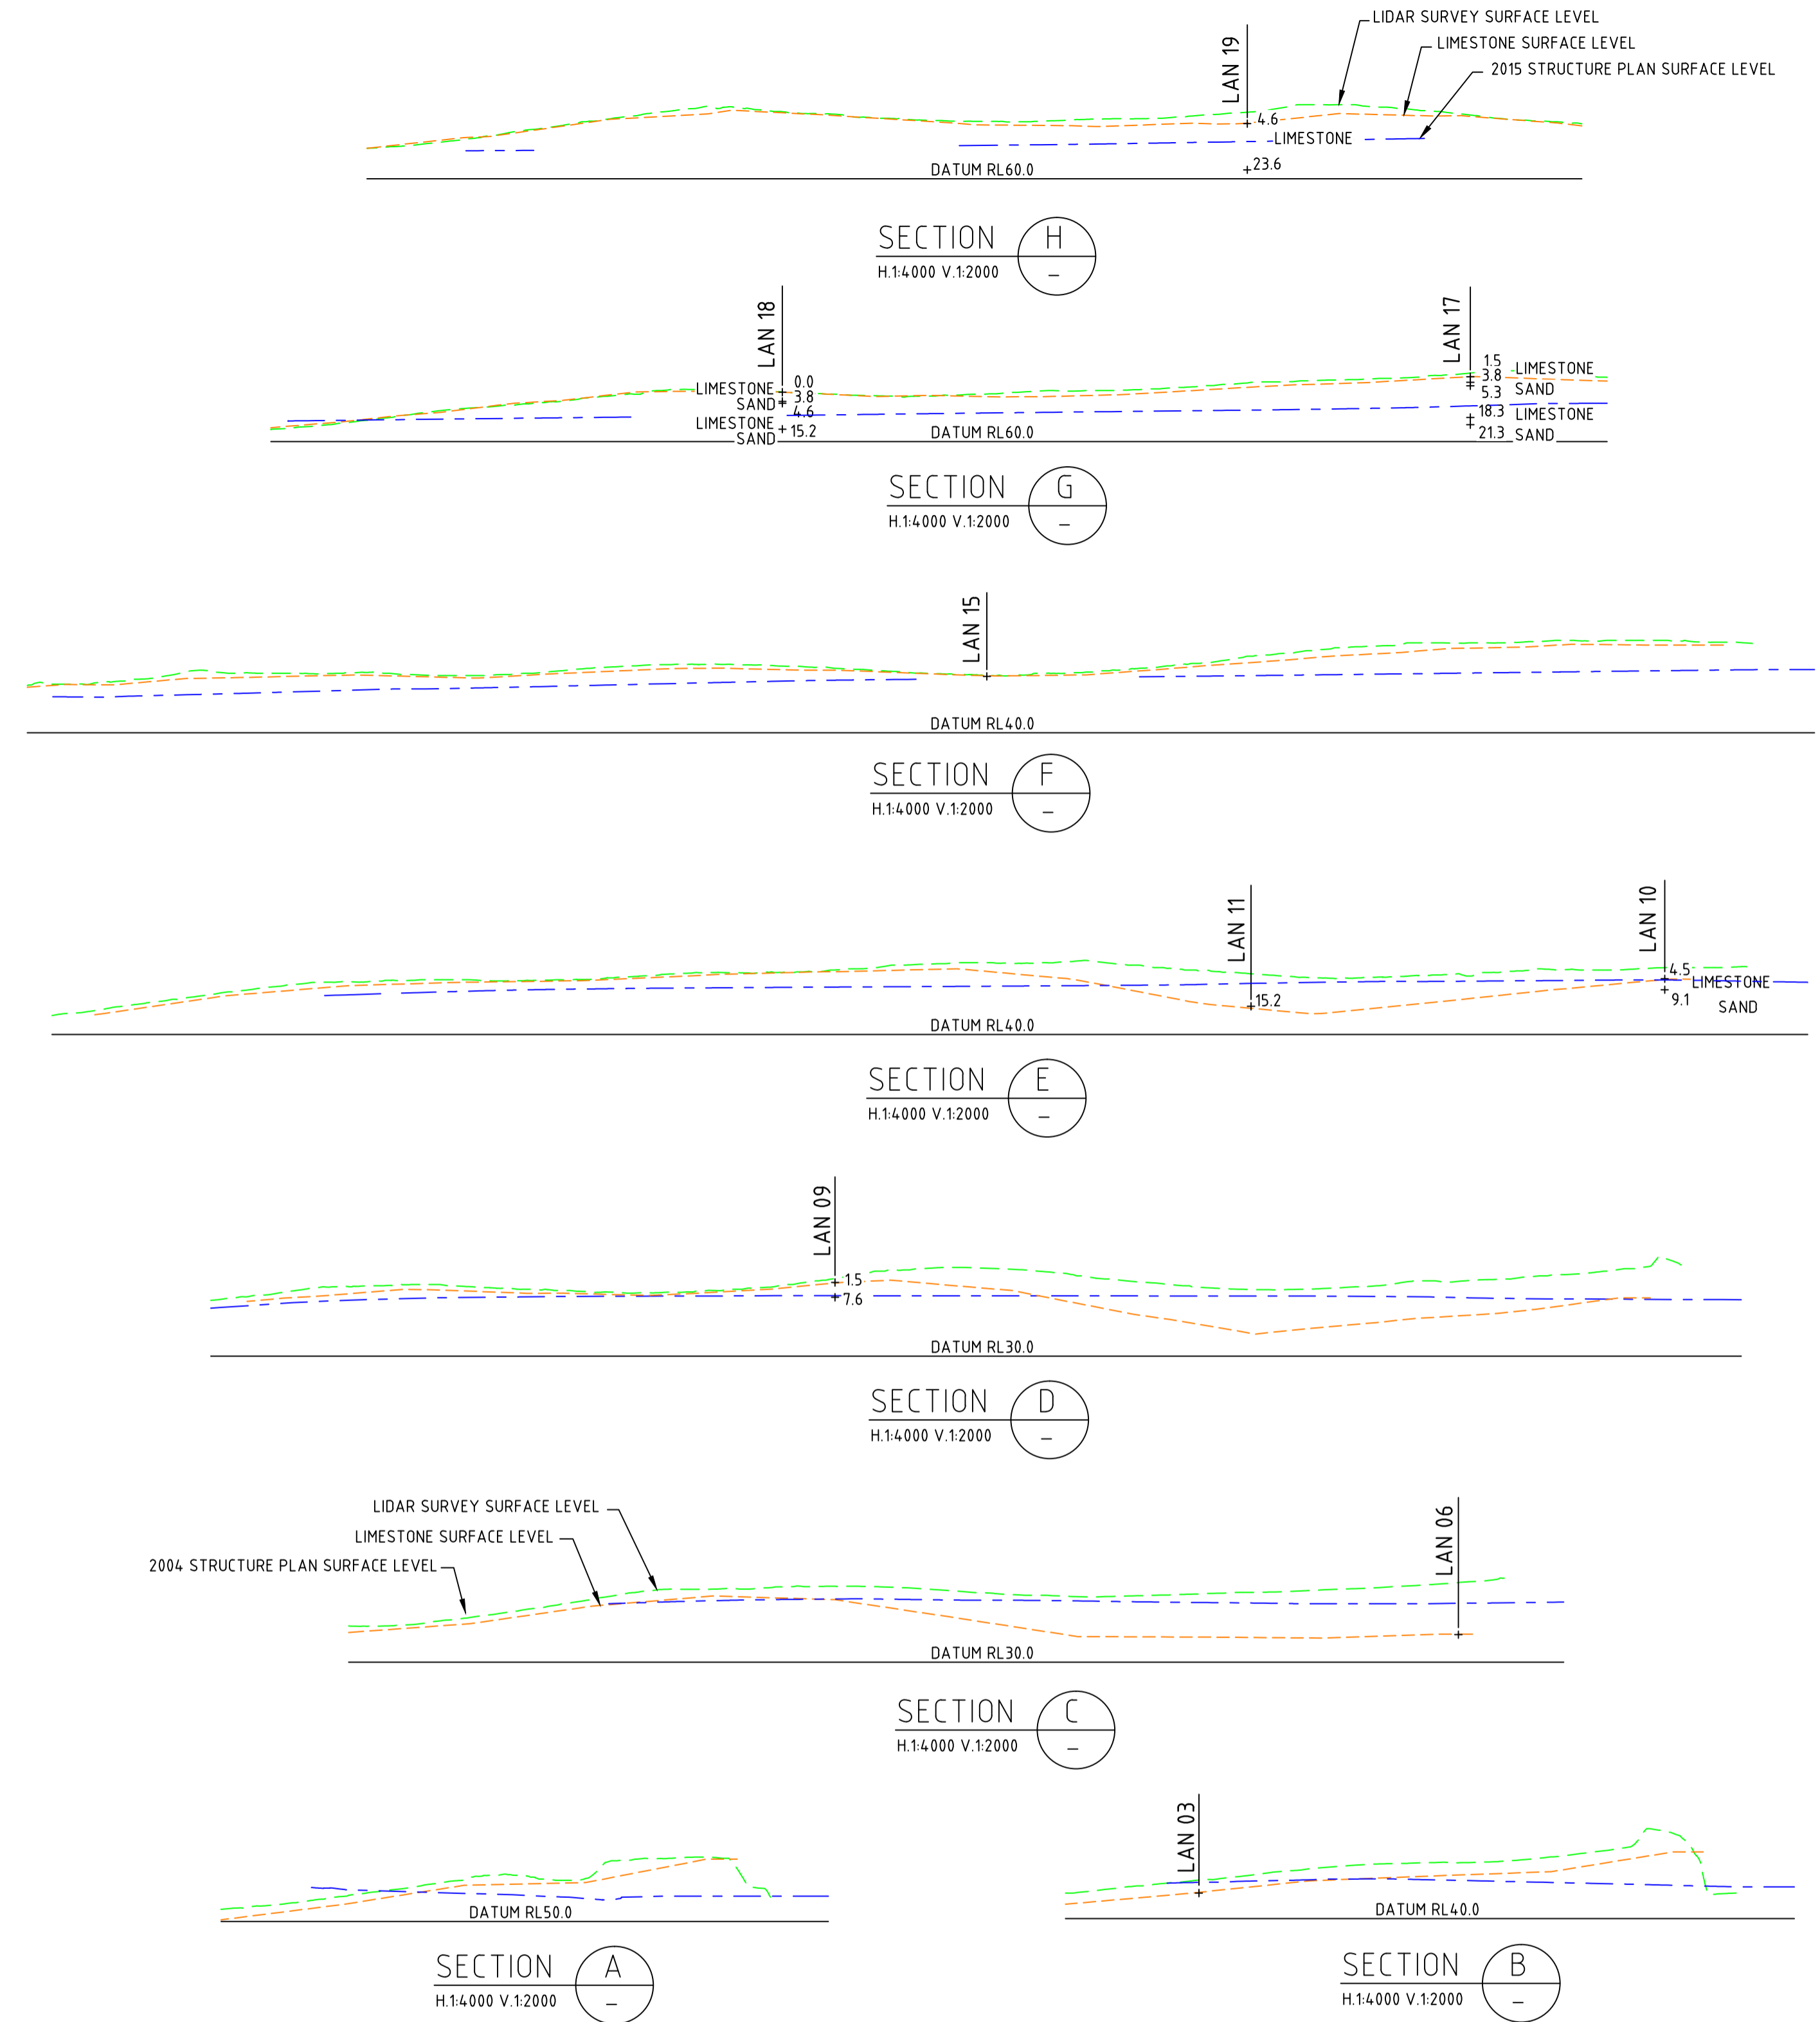 LIDAR SURVEY SURFACE LEVEL
LIMESTONE SURFACE LEVEL
2015 STRUCTURE PLAN SURFACE LEVEL
LAN 19
4.6
LIMESTONE
23.6
DATUM RL60.0
SECTION H
H.1:4000 V.1:2000 –
LAN 18
LAN 17
LIMESTONE 0.0
SAND 3.8
4.6
LIMESTONE
SAND 15.2
1.5 LIMESTONE
3.8
5.3 SAND
18.3 LIMESTONE
21.3 SAND
DATUM RL60.0
SECTION G
H.1:4000 V.1:2000 –
LAN 15
DATUM RL40.0
SECTION F
H.1:4000 V.1:2000 –
LAN 11
LAN 10
15.2
4.5
LIMESTONE
9.1
SAND
DATUM RL40.0
SECTION E
H.1:4000 V.1:2000 –
LAN 09
1.5
7.6
DATUM RL30.0
SECTION D
H.1:4000 V.1:2000 –
LIDAR SURVEY SURFACE LEVEL
LIMESTONE SURFACE LEVEL
2004 STRUCTURE PLAN SURFACE LEVEL
LAN 06
DATUM RL30.0
SECTION C
H.1:4000 V.1:2000 –
DATUM RL50.0
SECTION A
H.1:4000 V.1:2000 –
LAN 03
DATUM RL40.0
SECTION B
H.1:4000 V.1:2000 –